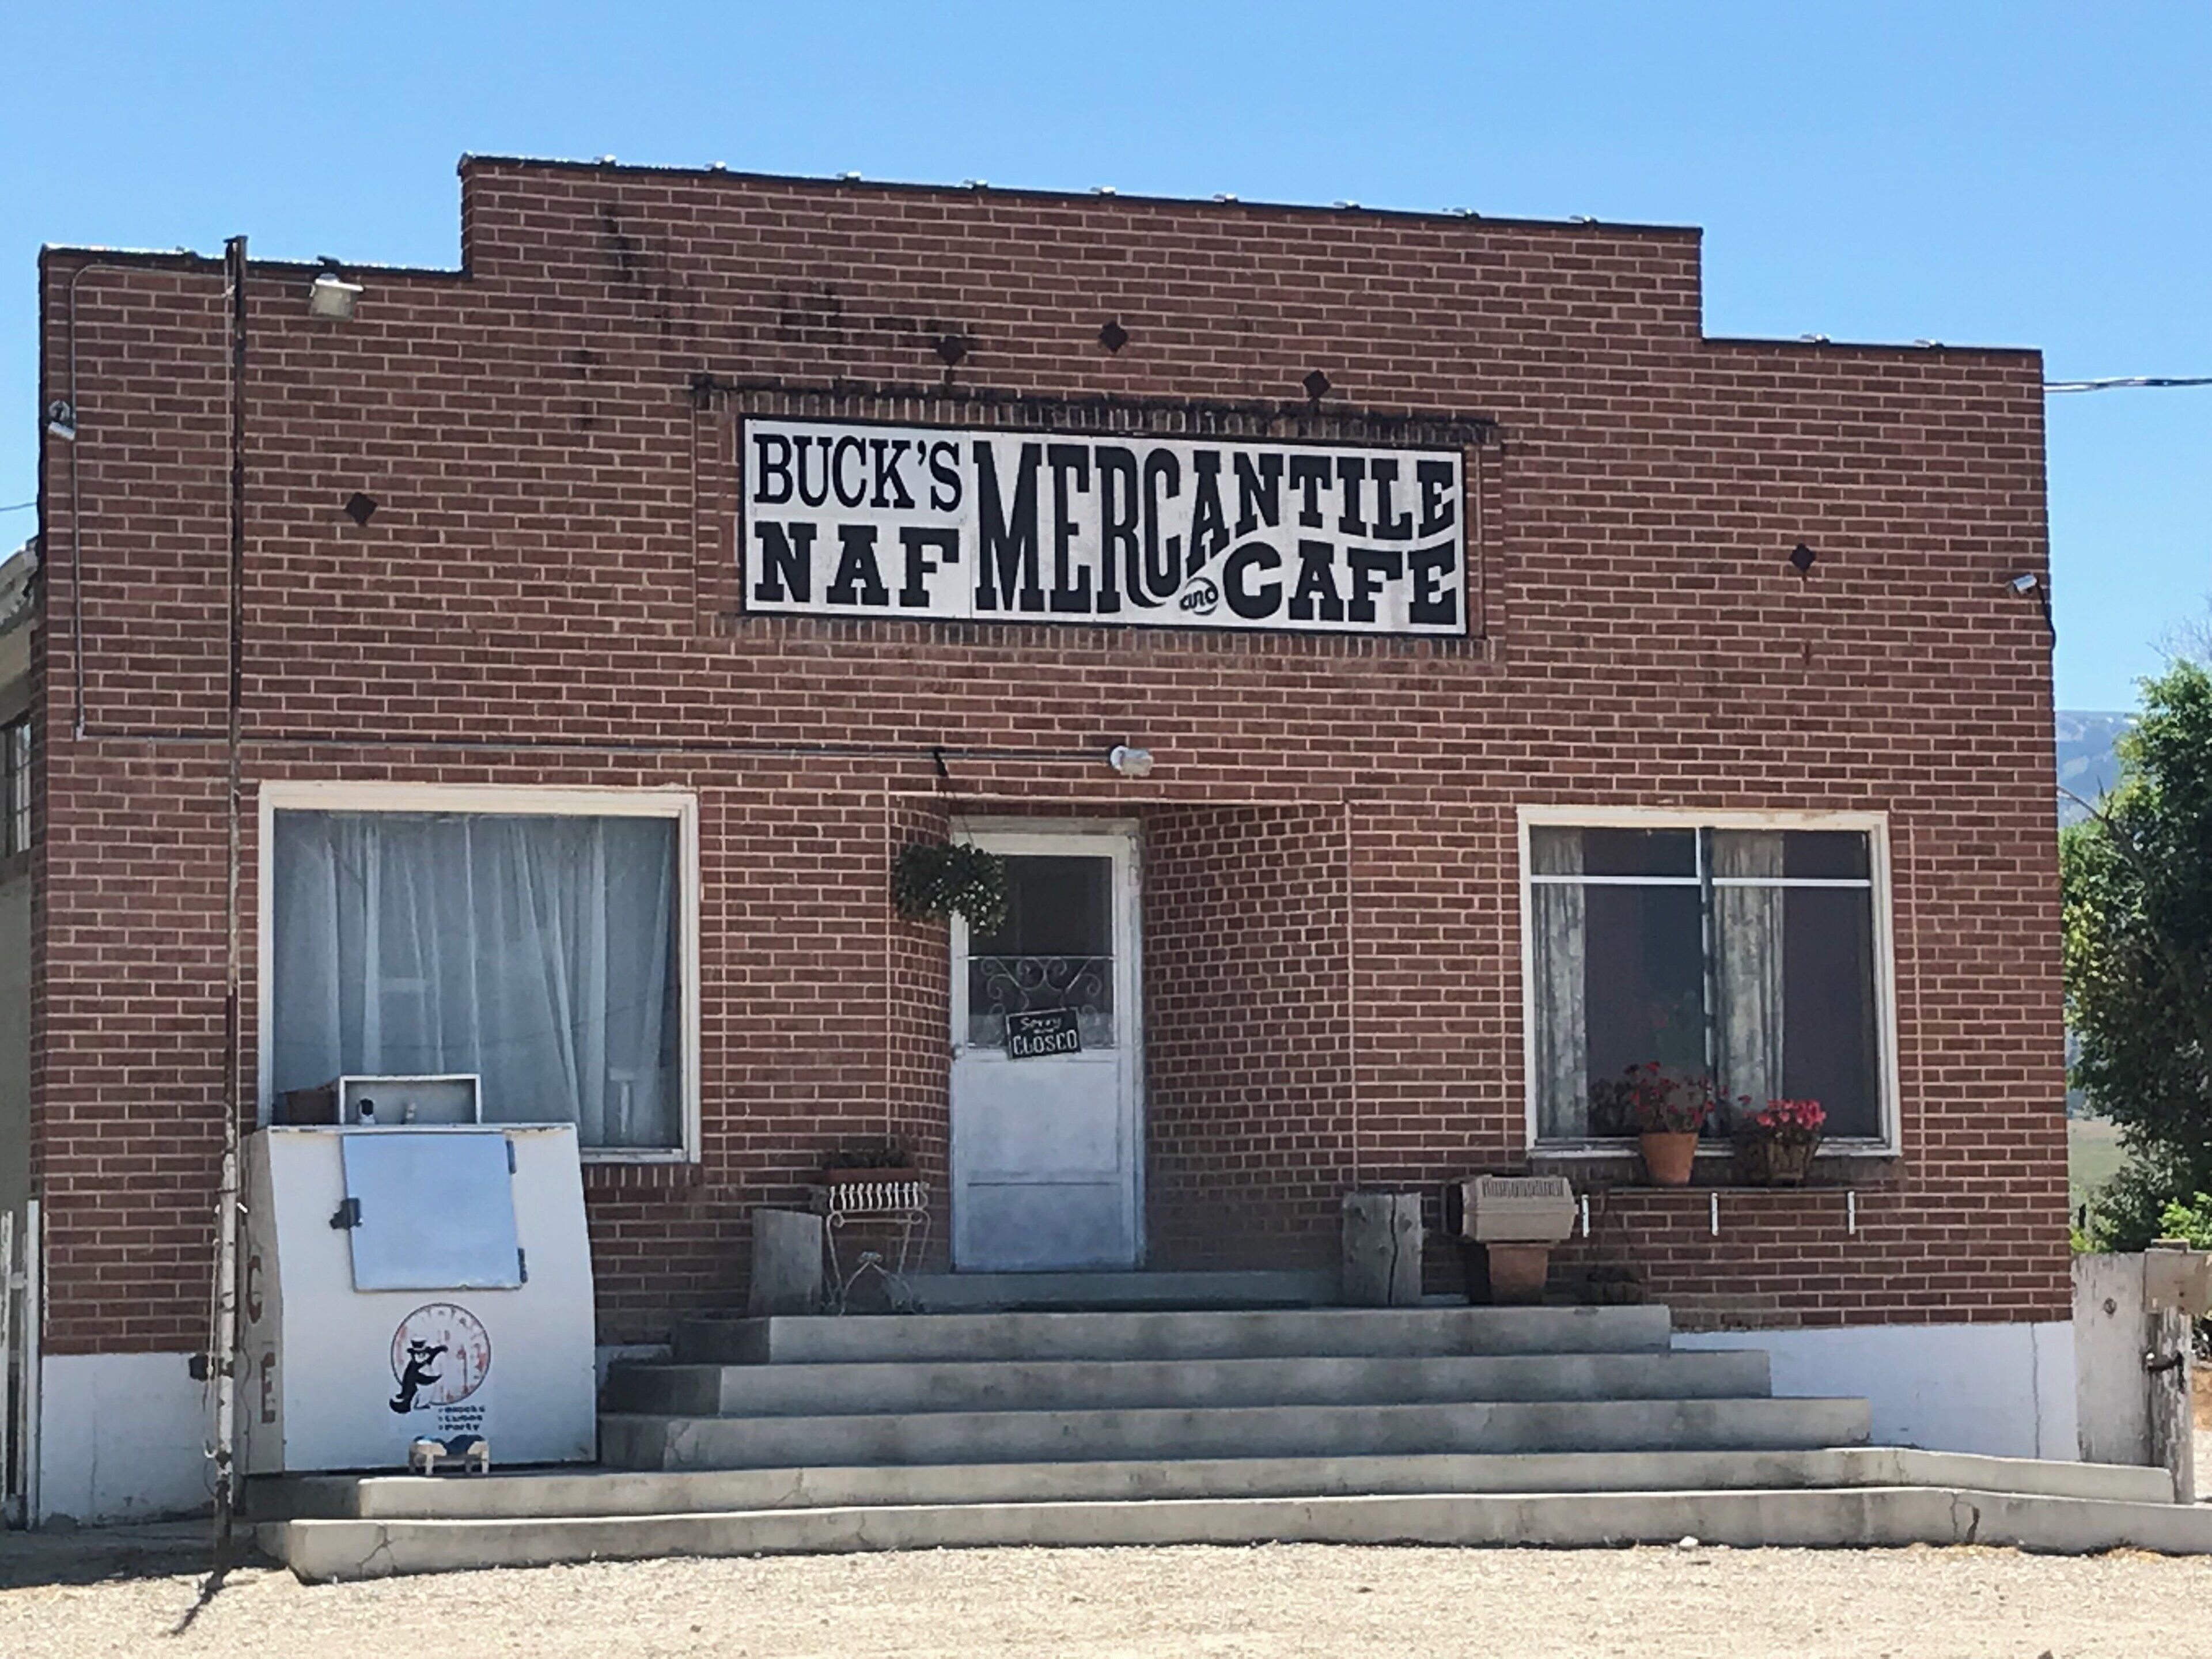 BUCK'S
NAF
MERCANTILE
and CAFE
Sorry
CLOSED
C
E